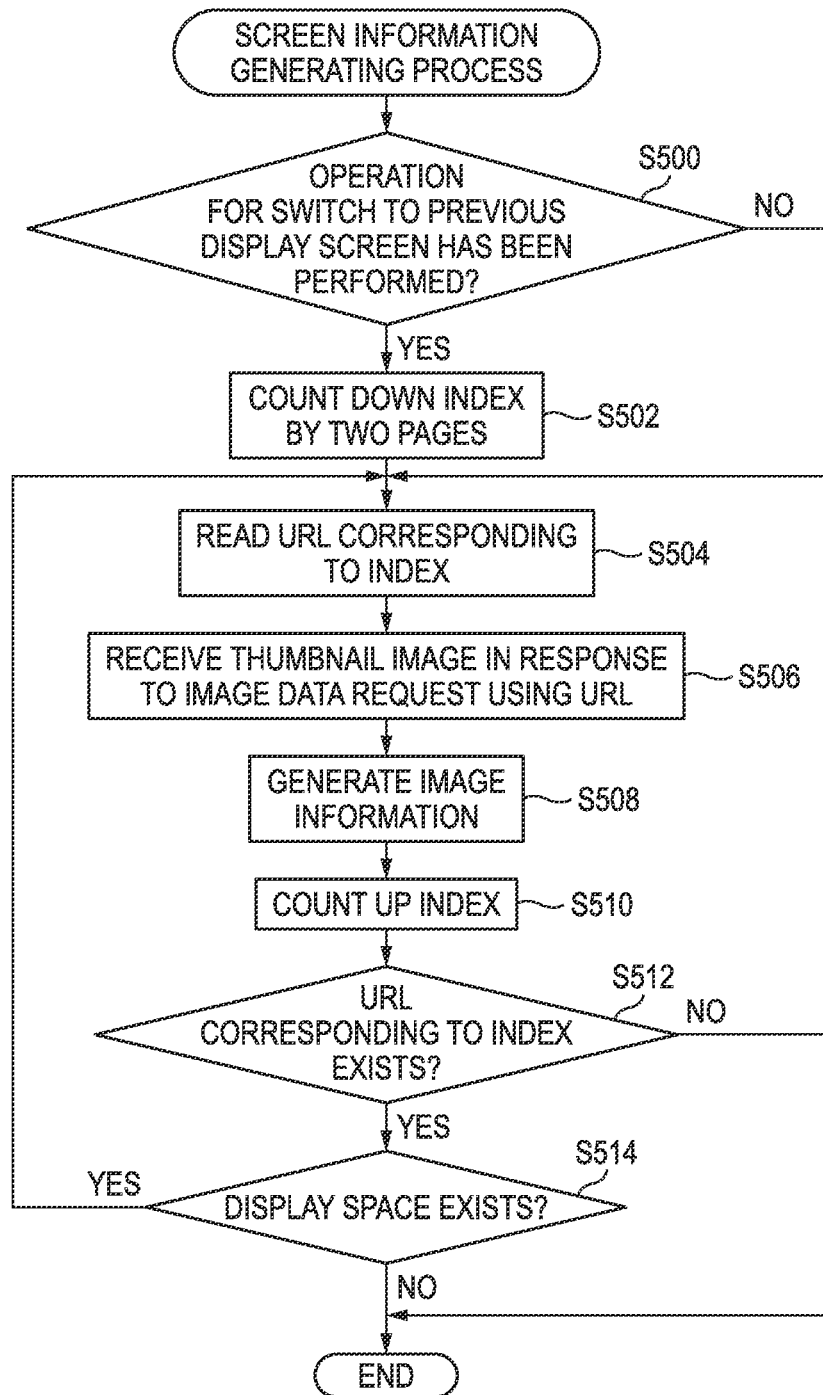 SCREEN INFORMATION
GENERATING PROCESS
S500
OPERATION
FOR SWITCH TO PREVIOUS
DISPLAY SCREEN HAS BEEN
PERFORMED?
NO
YES
COUNT DOWN INDEX
BY TWO PAGES
S502
READ URL CORRESPONDING
TO INDEX
S504
RECEIVE THUMBNAIL IMAGE IN RESPONSE
TO IMAGE DATA REQUEST USING URL
S506
GENERATE IMAGE
INFORMATION
S508
COUNT UP INDEX
S510
S512
URL
CORRESPONDING TO INDEX
EXISTS?
NO
YES
S514
YES
DISPLAY SPACE EXISTS?
NO
END